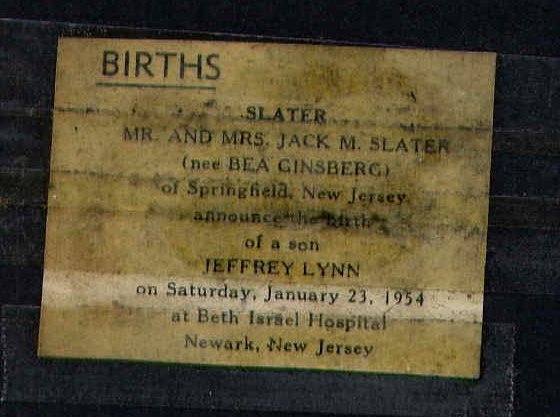 BIRTHS
SLATER
MR. AND MRS. JACK M. SLATER
(nee BEA GINSBERG)
of Springfield, New Jersey
announce the birth
of a son
JEFFREY LYNN
on Saturday, January 23, 1954
at Beth Israel Hospital
Newark, New Jersey